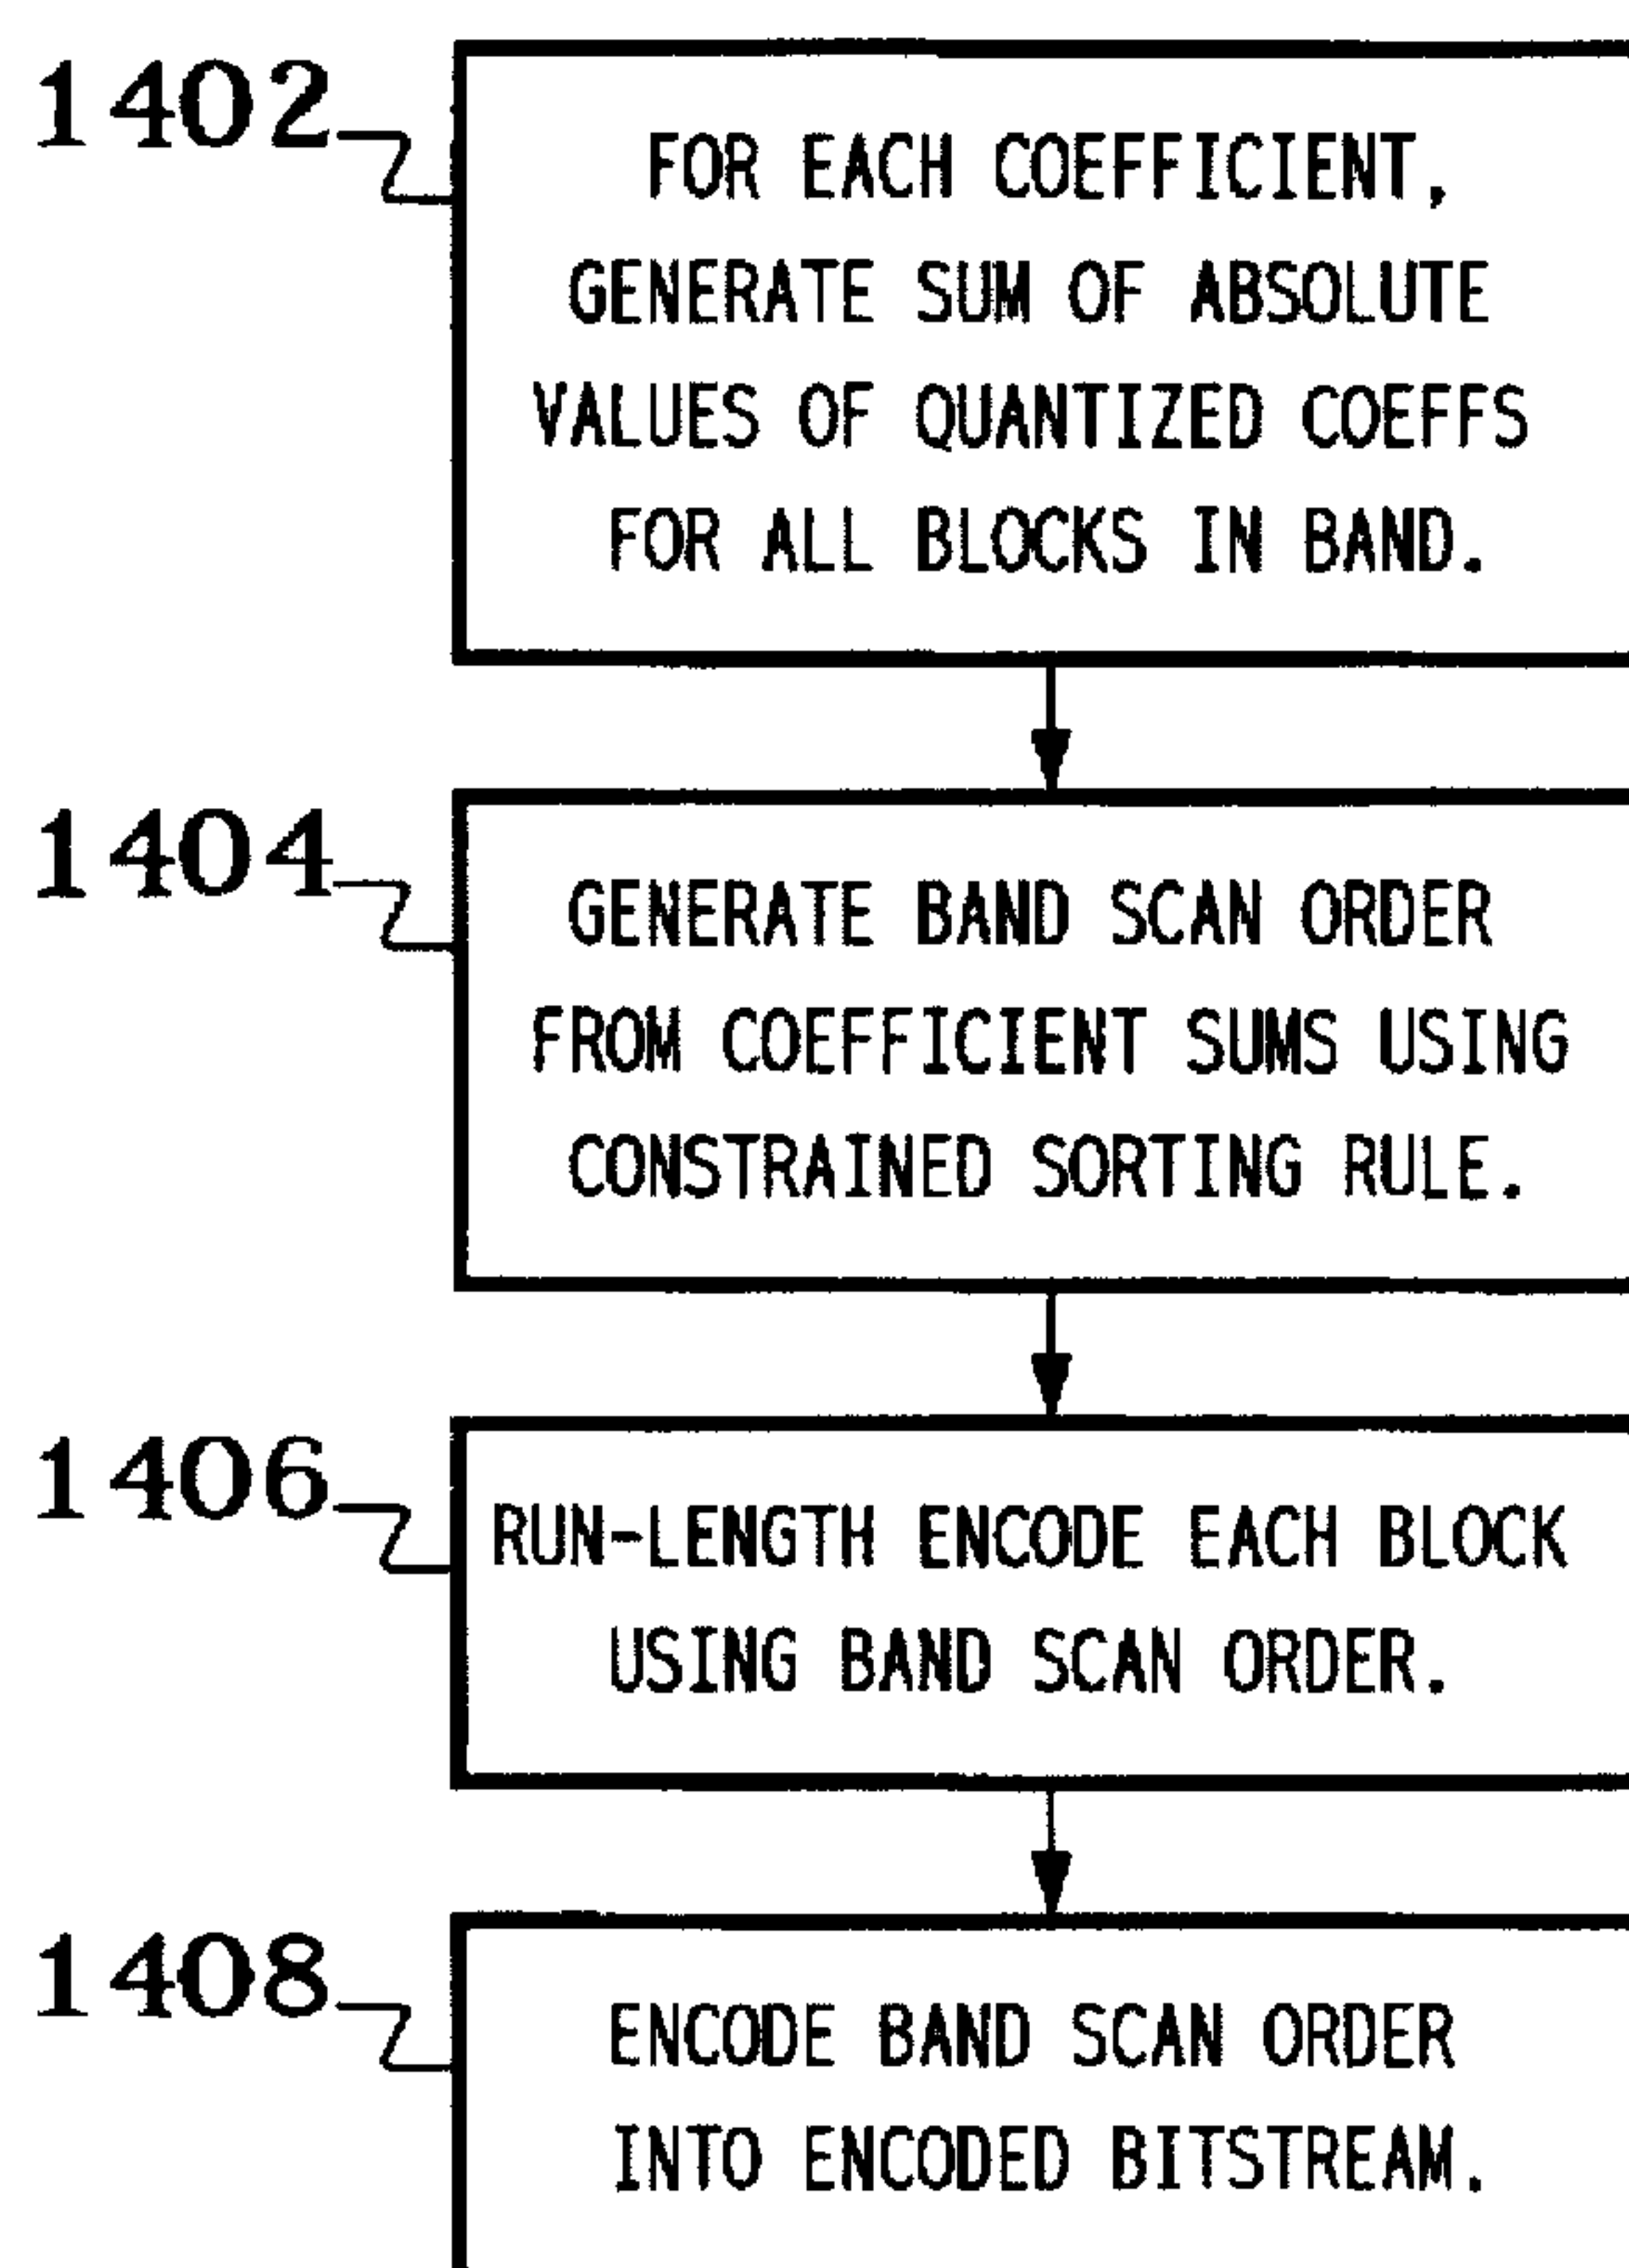 1402
FOR EACH COEFFICIENT,
GENERATE SUM OF ABSOLUTE
VALUES OF QUANTIZED COEFFS
FOR ALL BLOCKS IN BAND.
1404
GENERATE BAND SCAN ORDER
FROM COEFFICIENT SUMS USING
CONSTRAINED SORTING RULE.
1406
RUN-LENGTH ENCODE EACH BLOCK
USING BAND SCAN ORDER.
1408
ENCODE BAND SCAN ORDER
INTO ENCODED BITSTREAM.